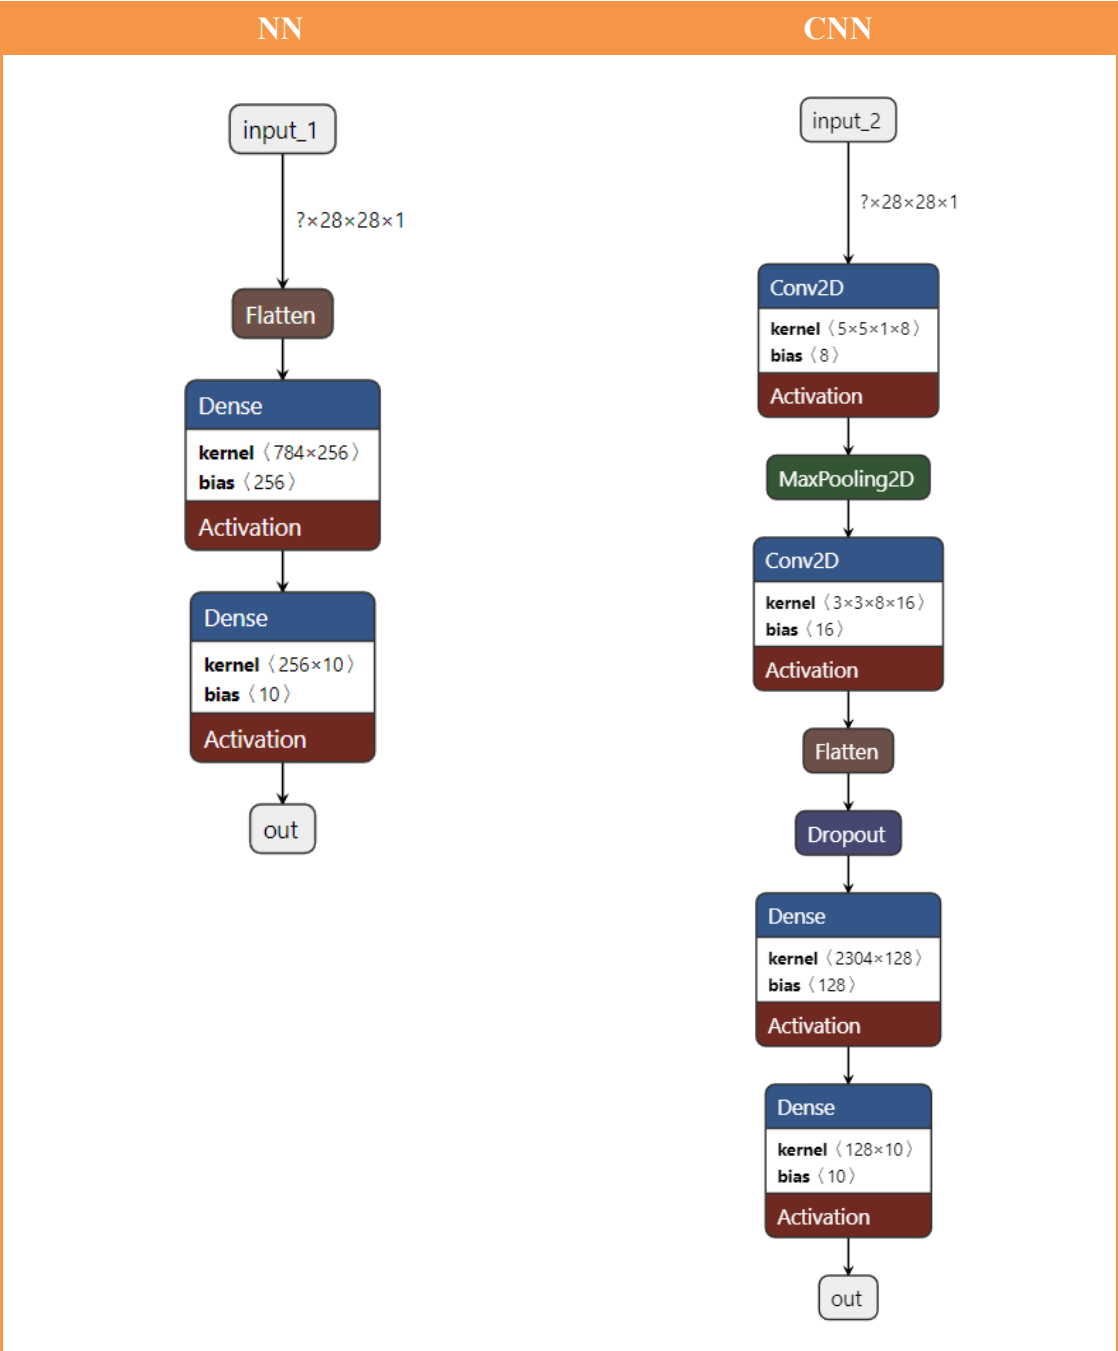 NN
input_1
?×28×28×1
Flatten
Dense
kernel 〈784×256〉
bias 〈256〉
Activation
Dense
kernel 〈256×10〉
bias 〈10〉
Activation
out
CNN
input_2
?×28×28×1
Conv2D
kernel 〈5×5×1×8〉
bias 〈8〉
Activation
MaxPooling2D
Conv2D
kernel 〈3×3×8×16〉
bias 〈16〉
Activation
Flatten
Dropout
Dense
kernel 〈2304×128〉
bias 〈128〉
Activation
Dense
kernel 〈128×10〉
bias 〈10〉
Activation
out